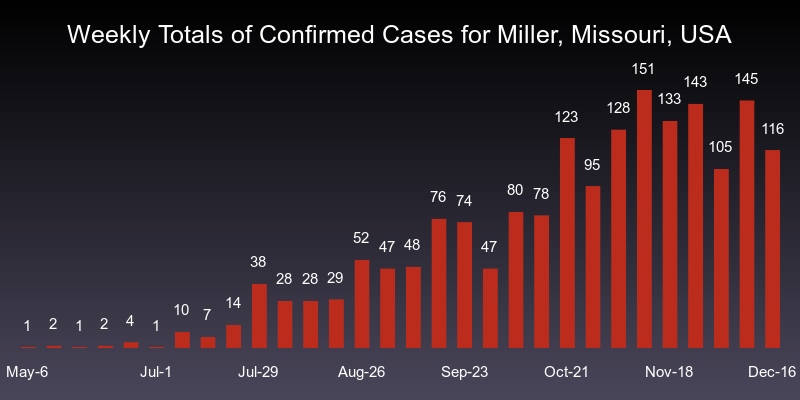 Weekly Totals of Confirmed Cases for Miller, Missouri, USA
1 2 1 2 4 1 10 7 14 38 28 28 29 52 47 48 76 74 47 80 78 123 95 128 151 133 143 105 145 116
May-6 Jul-1 Jul-29 Aug-26 Sep-23 Oct-21 Nov-18 Dec-16